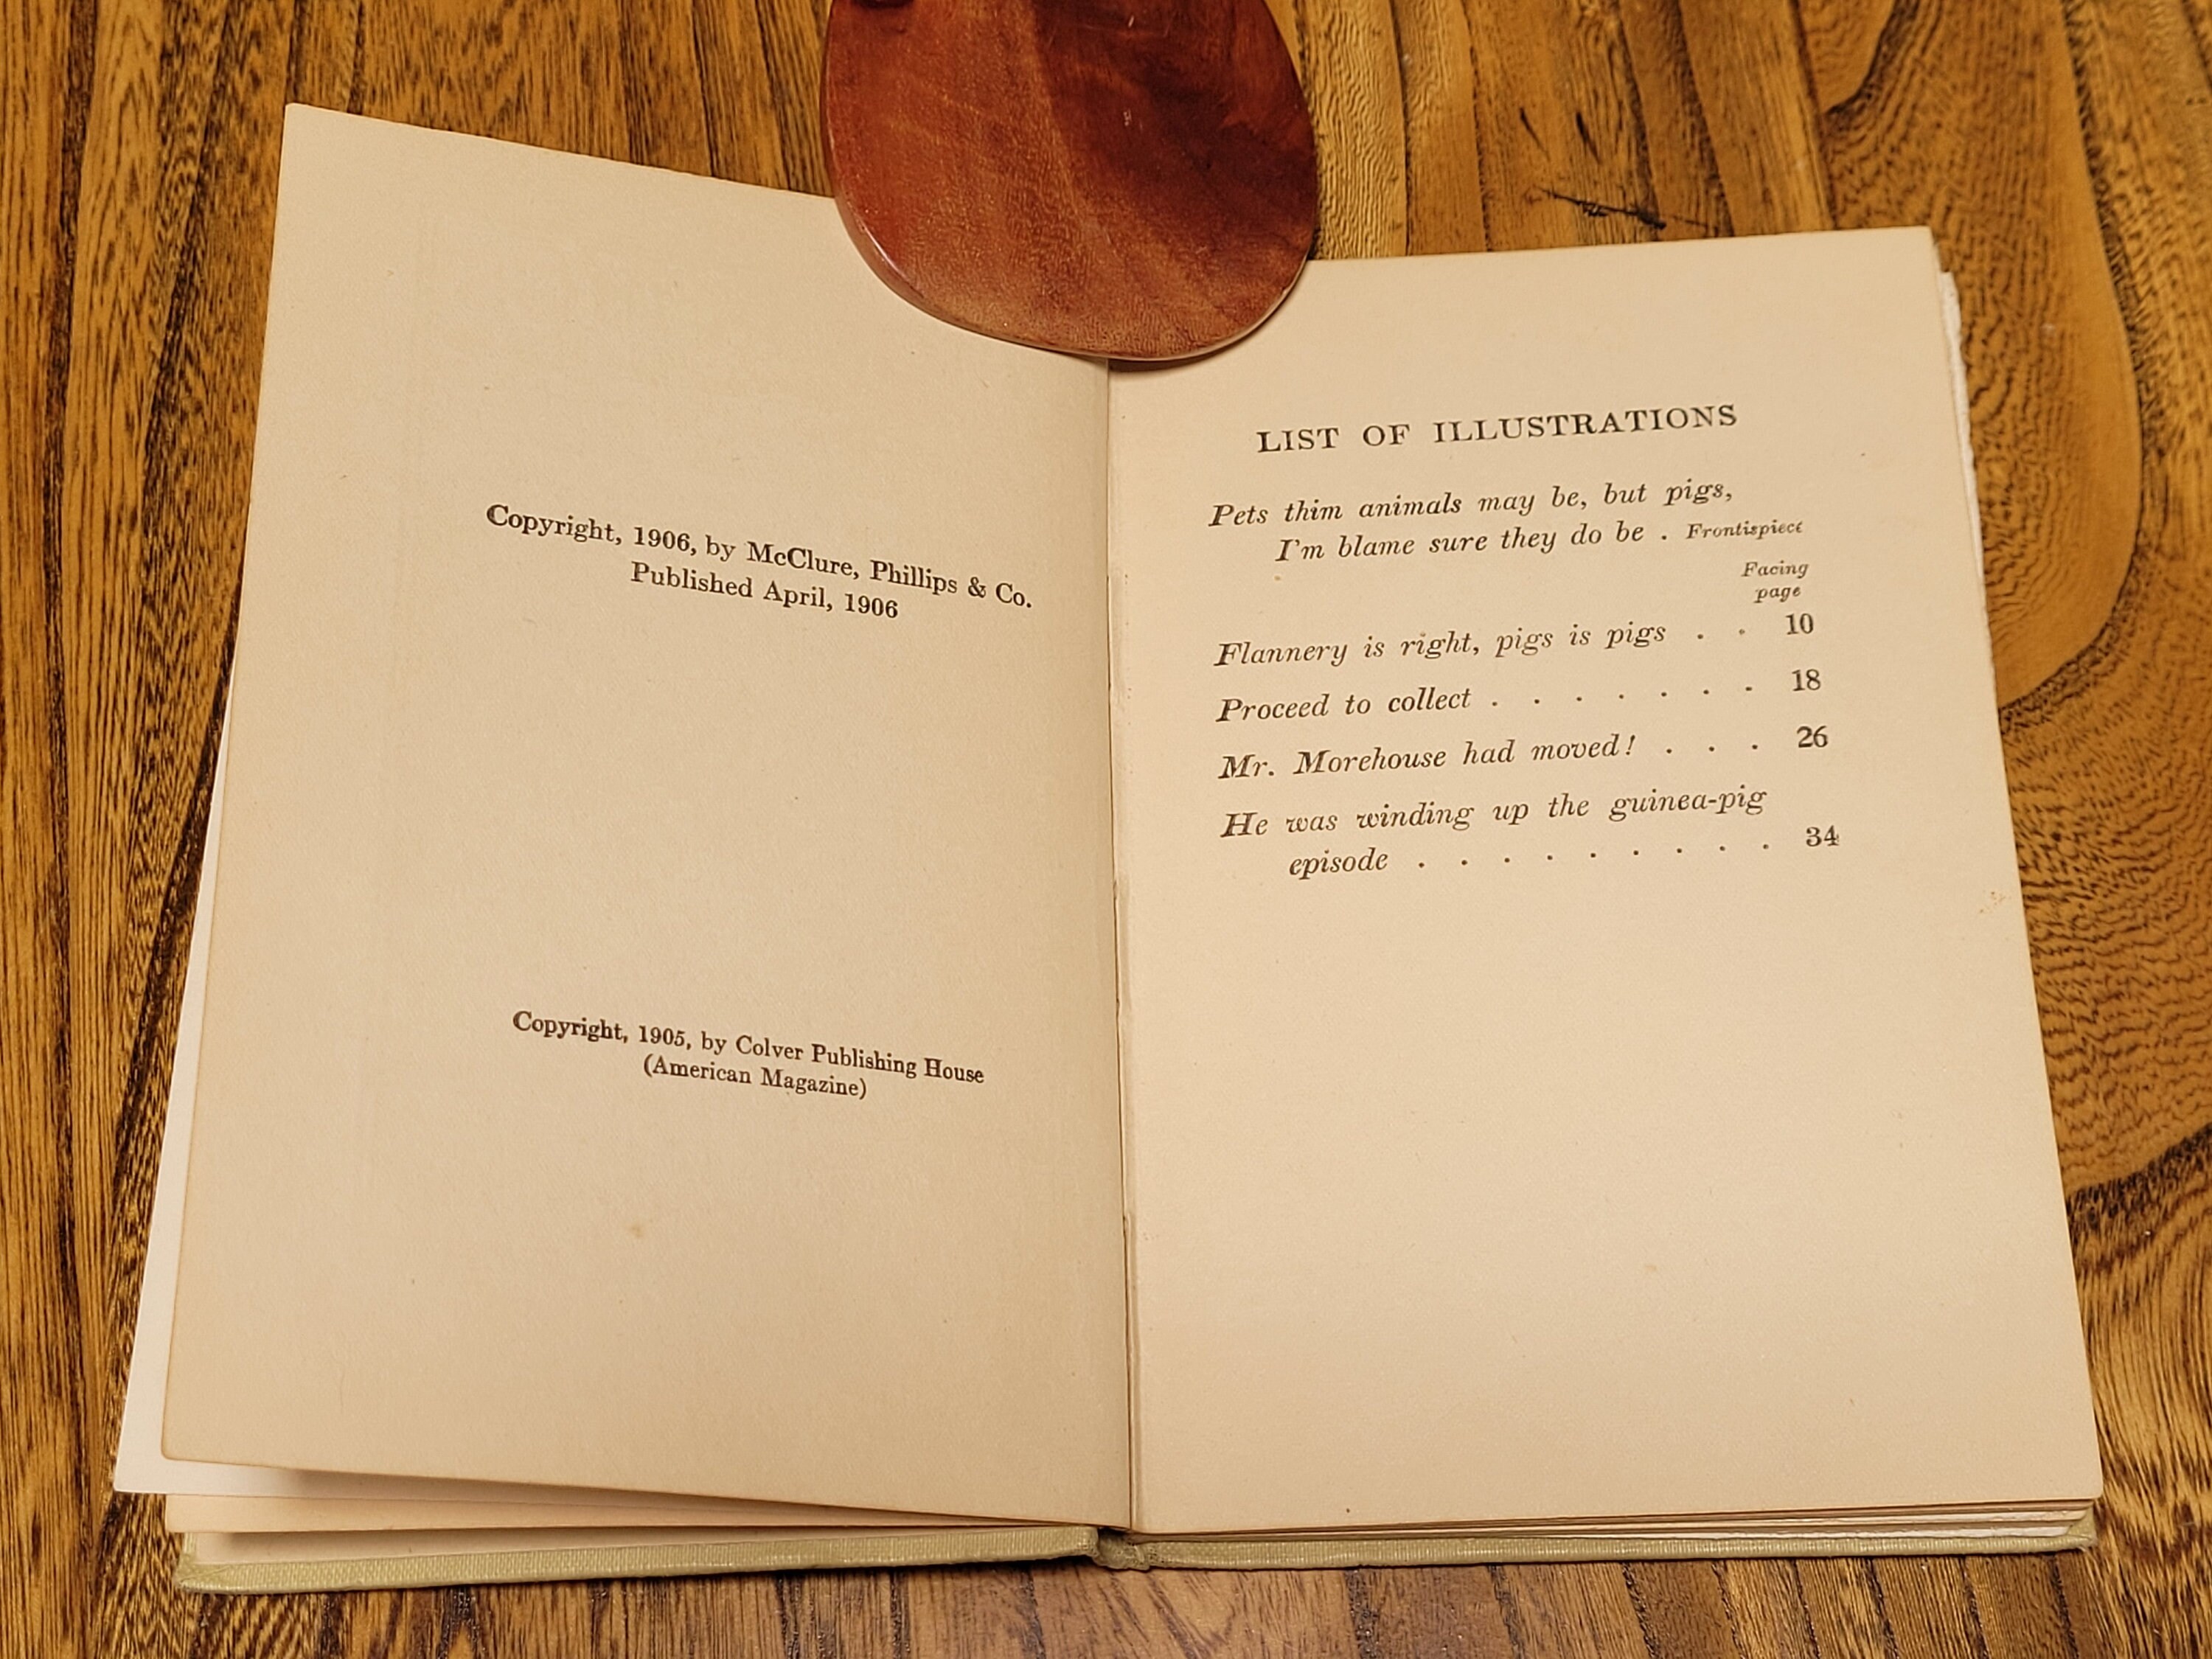 Copyright, 1906, by McClure, Phillips & Co.
Published April, 1906
Copyright, 1905, by Colver Publishing House
(American Magazine)
LIST OF ILLUSTRATIONS
Pets thim animals may be, but pigs,
I'm blame sure they do be . Frontispiece
Facing
page
Flannery is right, pigs is pigs . . 10
Proceed to collect . . . . . . . 18
Mr. Morehouse had moved! . . . 26
He was winding up the guinea-pig
episode . . . . . . . . . 34